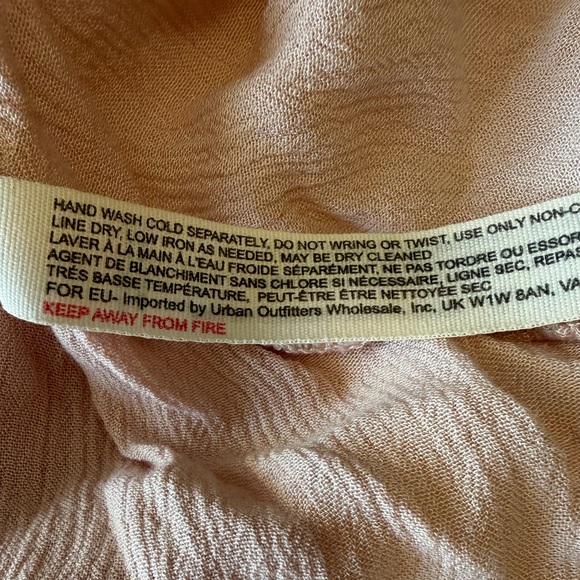 HAND WASH COLD SEPARATELY, DO NOT WRING OR TWIST, USE ONLY NON-C
LINE DRY, LOW IRON AS NEEDED, MAY BE DRY CLEANED
LAVER À LA MAIN À L'EAU FROIDE SÉPARÉMENT, NE PAS TORDRE OU ESSOR
AGENT DE BLANCHIMENT SANS CHLORE SI NÉCESSAIRE, LIGNE SEC, REPAS
TRÉS BASSE TEMPÉRATURE, PEUT-ÊTRE ÊTRE NETTOYÉE SEC
FOR EU- Imported by Urban Outfitters Wholesale, Inc, UK W1W 8AN, VA
KEEP AWAY FROM FIRE